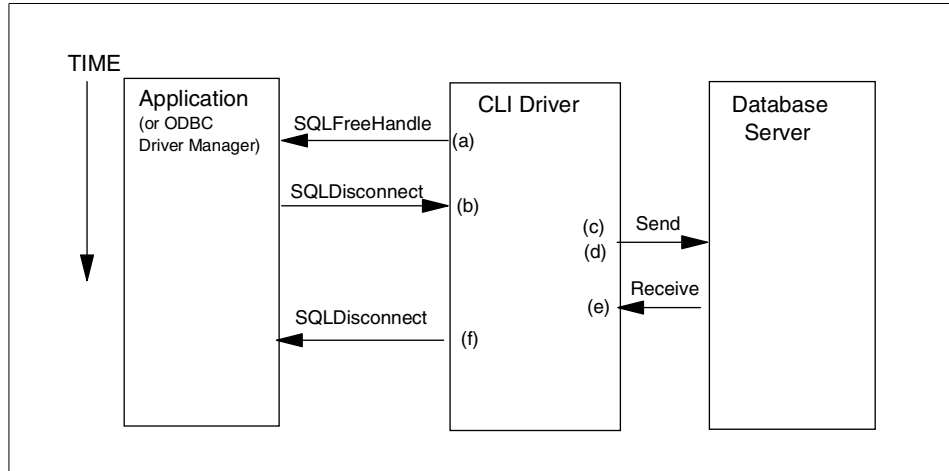 TIME
Application
(or ODBC
Driver Manager)
CLI Driver
Database
Server
SQLFreeHandle
(a)
SQLDisconnect
(b)
(c)
Send
(d)
Receive
(e)
SQLDisconnect
(f)